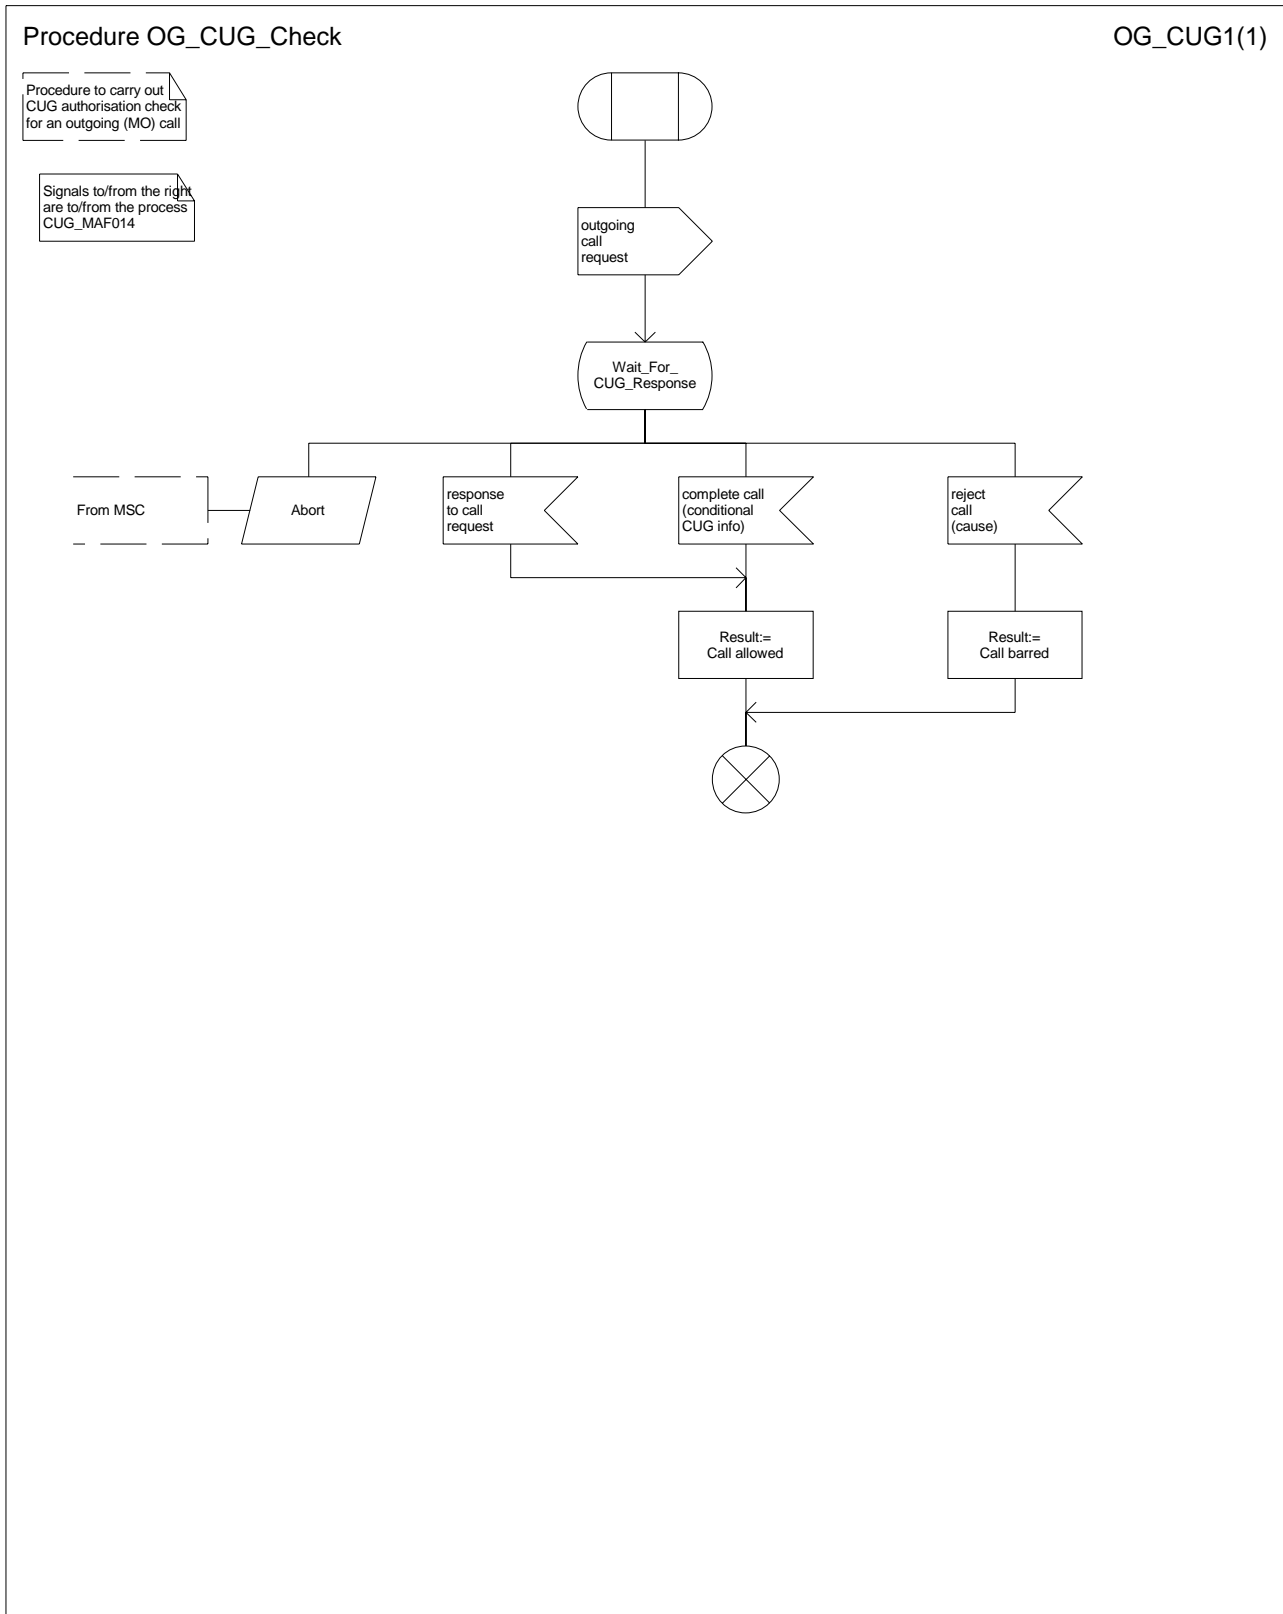 Procedure OG_CUG_Check
OG_CUG1(1)
Procedure to carry out
CUG authorisation check
for an outgoing (MO) call
Signals to/from the right
are to/from the process
CUG_MAF014
outgoing
call
request
Wait_For_
CUG_Response
From MSC
Abort
response
to call
request
complete call
(conditional
CUG info)
reject
call
(cause)
Result:=
Call allowed
Result:=
Call barred